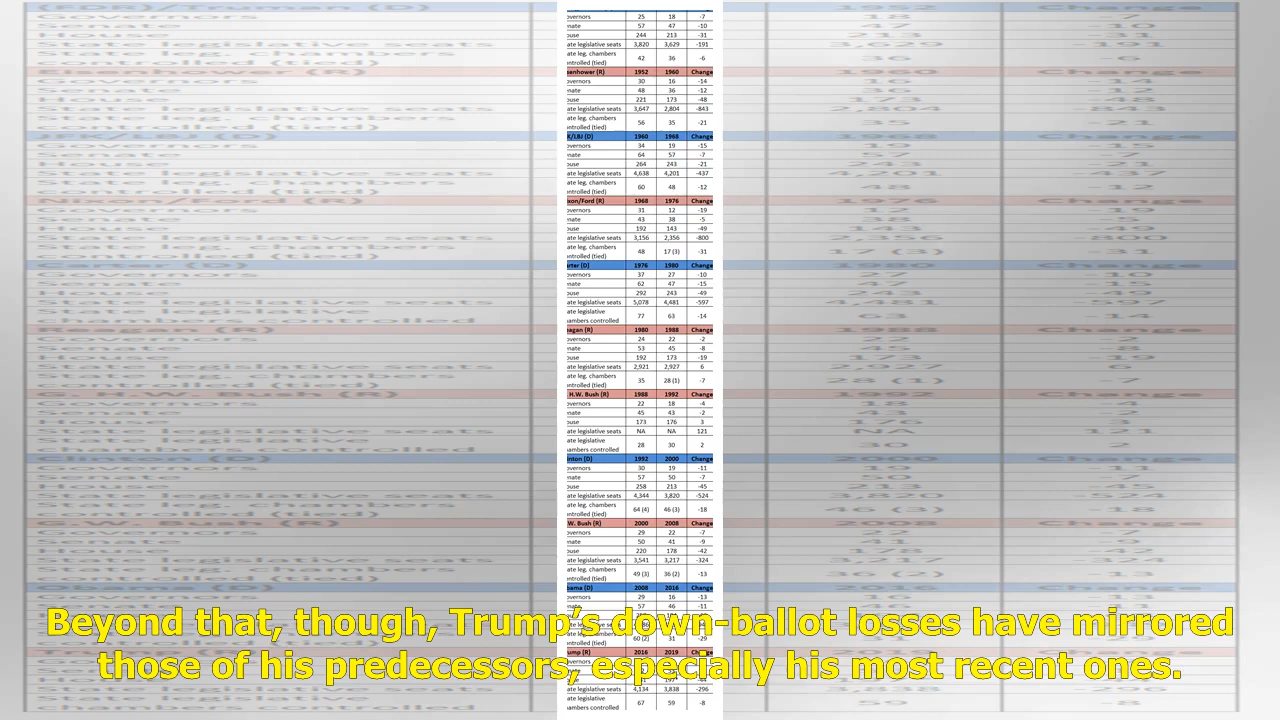 overnors 25 18 -7
enate 57 47 -10
ouse 244 213 -31
ate legislative seats 3,820 3,629 -191
ate leg. chambers
ontrolled (tied) 42 36 -6
senhower (R) 1952 1960 Change
overnors 30 16 -14
enate 48 36 -12
ouse 221 173 -48
ate legislative seats 3,647 2,804 -843
ate leg. chambers
ontrolled (tied) 56 35 -21
K/LBJ (D) 1960 1968 Change
overnors 34 19 -15
enate 64 57 -7
ouse 264 243 -21
ate legislative seats 4,638 4,201 -437
ate leg. chambers
ontrolled (tied) 60 48 -12
xon/Ford (R) 1968 1976 Change
overnors 31 12 -19
enate 43 38 -5
ouse 192 143 -49
ate legislative seats 3,156 2,356 -800
ate leg. chambers
ontrolled (tied) 48 17 (3) -31
arter (D) 1976 1980 Change
overnors 37 27 -10
enate 62 47 -15
ouse 292 243 -49
ate legislative seats 5,078 4,481 -597
ate legislative
hambers controlled 77 63 -14
eagan (R) 1980 1988 Change
overnors 24 22 -2
enate 53 45 -8
ouse 192 173 -19
ate legislative seats 2,921 2,927 6
ate leg. chambers
ontrolled (tied) 35 28 (1) -7
H.W. Bush (R) 1988 1992 Change
overnors 22 18 -4
enate 45 43 -2
ouse 173 176 3
ate legislative seats NA NA 121
ate legislative
hambers controlled 28 30 2
inton (D) 1992 2000 Change
overnors 30 19 -11
enate 57 50 -7
ouse 258 213 -45
ate legislative seats 4,344 3,820 -524
ate leg. chambers
ontrolled (tied) 64 (4) 46 (3) -18
W. Bush (R) 2000 2008 Change
overnors 29 22 -7
enate 50 41 -9
ouse 220 178 -42
ate legislative seats 3,541 3,217 -324
ate leg. chambers
ontrolled (tied) 49 (3) 36 (2) -13
bama (D) 2008 2016 Change
overnors 29 16 -13
enate 57 46 -11
60 (2) 31 -29
ump (R) 2016 2019 Change
overnors
ate legislative seats 4,134 3,838 -296
ate legislative
hambers controlled 67 59 -8
Beyond that, though, Trump's down-ballot losses have mirrored
those of his predecessors, especially his most recent ones.